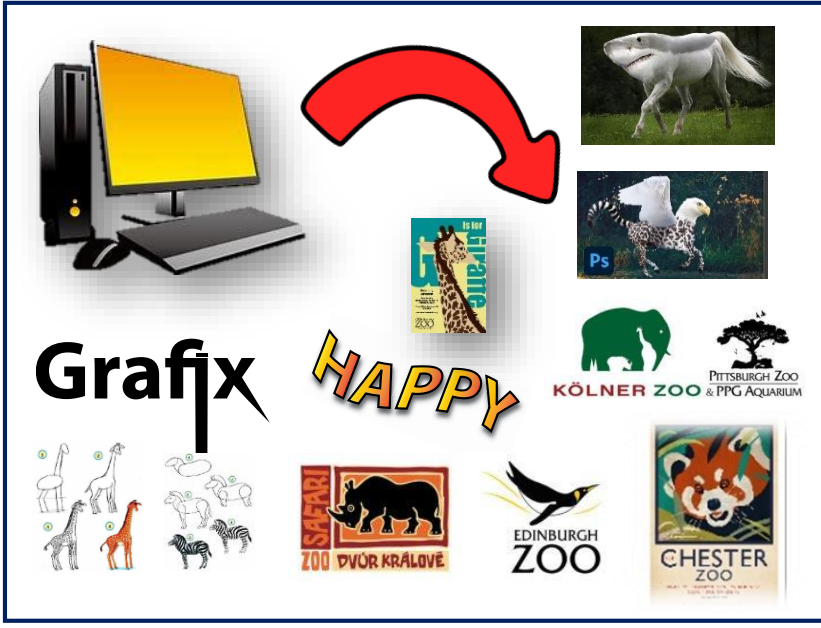 Ps
is for
Giraffe
G
ZOO
Grafix
HAPPY
KÖLNER ZOO
PITTSBURGH ZOO
& PPG AQUARIUM
SAFARI
ZOO DVŮR KRÁLOVÉ
EDINBURGH
ZOO
CHESTER
ZOO